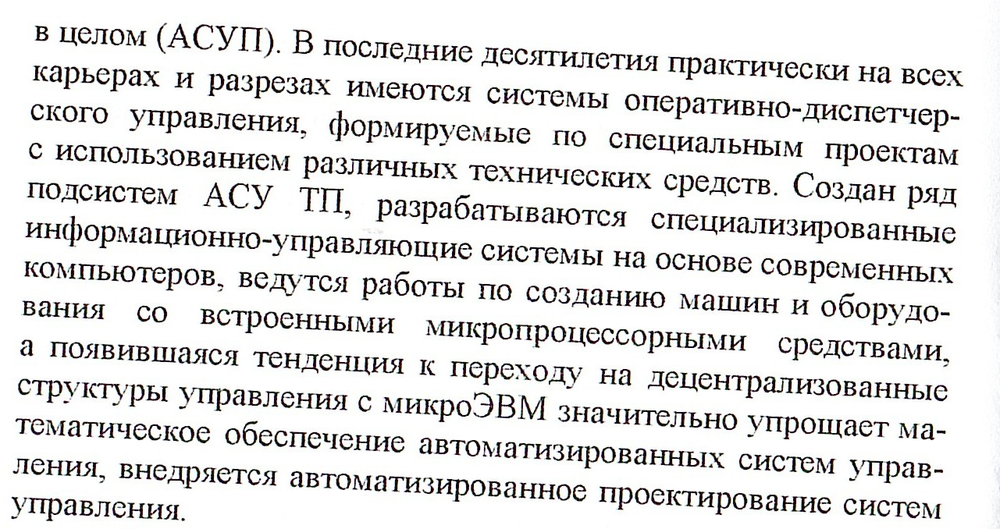 в целом (АСУП). В последние десятилетия практически на всех
карьерах и разрезах имеются системы оперативно-диспетчер-
ского управления, формируемые по специальным проектам
с использованием различных технических средств. Создан ряд
подсистем АСУ ТП, разрабатываются специализированные
информационно-управляющие системы на основе современных
компьютеров, ведутся работы по созданию машин и оборудо-
вания со встроенными микропроцессорными средствами,
а появившаяся тенденция к переходу на децентрализованные
структуры управления с микроЭВМ значительно упрощает ма-
тематическое обеспечение автоматизированных систем управ-
ления, внедряется автоматизированное проектирование систем
управления.